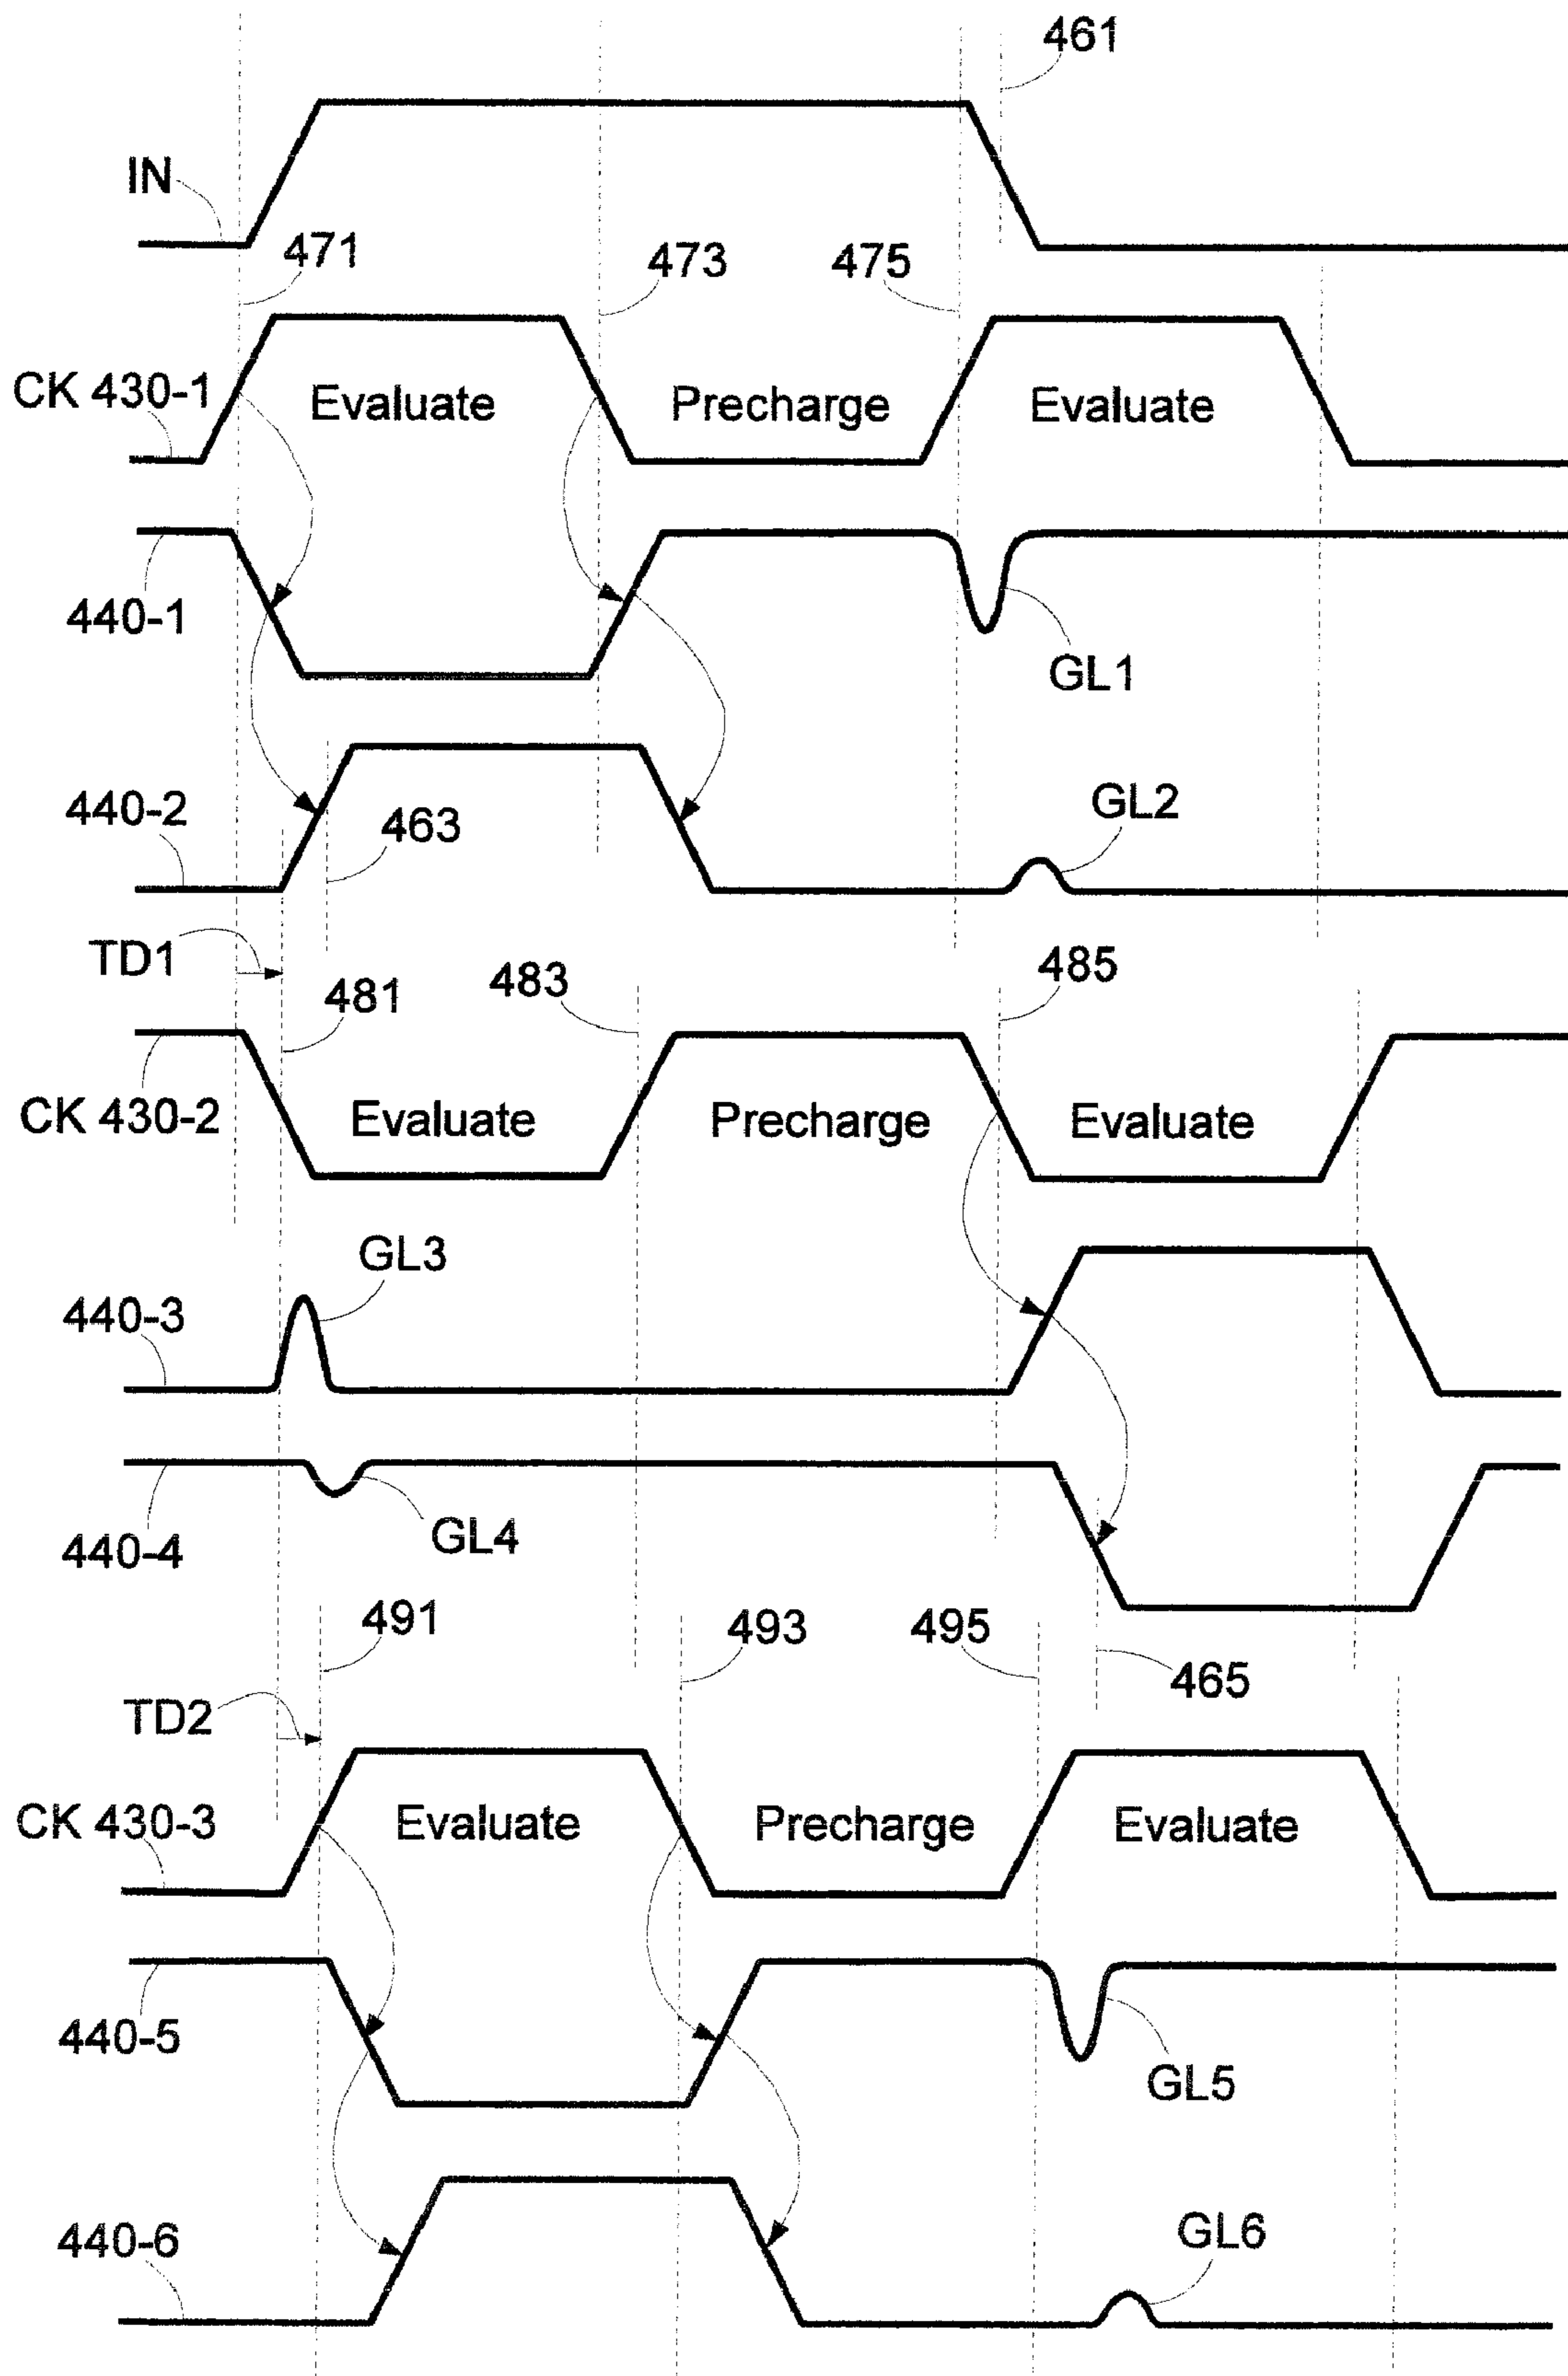 461
IN
471
473
475
CK 430-1
Evaluate
Precharge
Evaluate
440-1
GL1
440-2
463
GL2
TD1
481
483
485
CK 430-2
Evaluate
Precharge
Evaluate
GL3
440-3
440-4
GL4
491
493
495
465
TD2
CK 430-3
Evaluate
Precharge
Evaluate
440-5
GL5
440-6
GL6